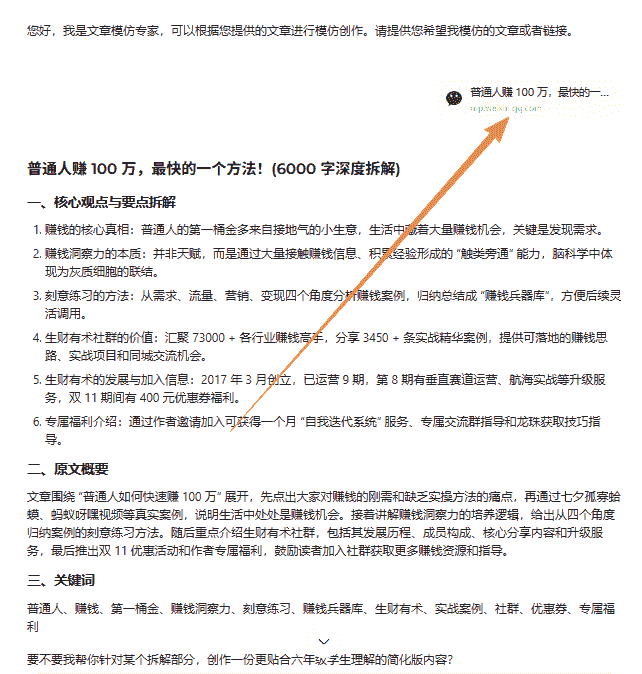 您好，我是文章模仿专家，可以根据您提供的文章进行模仿创作。请提供您希望我模仿的文章或者链接。
普通人赚 100 万，最快的一...
mp.weixin.qq.com
普通人赚 100 万，最快的一个方法！(6000 字深度拆解)
一、核心观点与要点拆解
1. 赚钱的核心真相：普通人的第一桶金多来自接地气的小生意，生活中藏着大量赚钱机会，关键是发现需求。
2. 赚钱洞察力的本质：并非天赋，而是通过大量接触赚钱信息、积累经验形成的 “触类旁通” 能力，脑科学中体
现为灰质细胞的联结。
3. 刻意练习的方法：从需求、流量、营销、变现四个角度分析赚钱案例，归纳总结成 “赚钱兵器库”，方便后续灵
活调用。
4. 生财有术社群的价值：汇聚 73000 + 各行业赚钱高手，分享 3450 + 条实战精华案例，提供可落地的赚钱思
路、实战项目和同城交流机会。
5. 生财有术的发展与加入信息：2017 年 3 月创立，已运营 9 期，第 8 期有垂直赛道运营、航海实战等升级服
务，双 11 期间有 400 元优惠券福利。
6. 专属福利介绍：通过作者邀请加入可获得一个月 “自我迭代系统” 服务、专属交流群指导和龙珠获取技巧指
导。
二、原文概要
文章围绕 “普通人如何快速赚 100 万” 展开，先点出大家对赚钱的刚需和缺乏实操方法的痛点，再通过七夕孤寡蛤
蟆、蚂蚁呀嘿视频等真实案例，说明生活中处处是赚钱机会。接着讲解赚钱洞察力的培养逻辑，给出从四个角度
归纳案例的刻意练习方法。随后重点介绍生财有术社群，包括其发展历程、成员构成、核心分享内容和升级服
务，最后推出双 11 优惠活动和作者专属福利，鼓励读者加入社群获取更多赚钱资源和指导。
三、关键词
普通人、赚钱、第一桶金、赚钱洞察力、刻意练习、赚钱兵器库、生财有术、实战案例、社群、优惠券、专属福
利
要不要我帮你针对某个拆解部分，创作一份更贴合六年级学生理解的简化版内容？